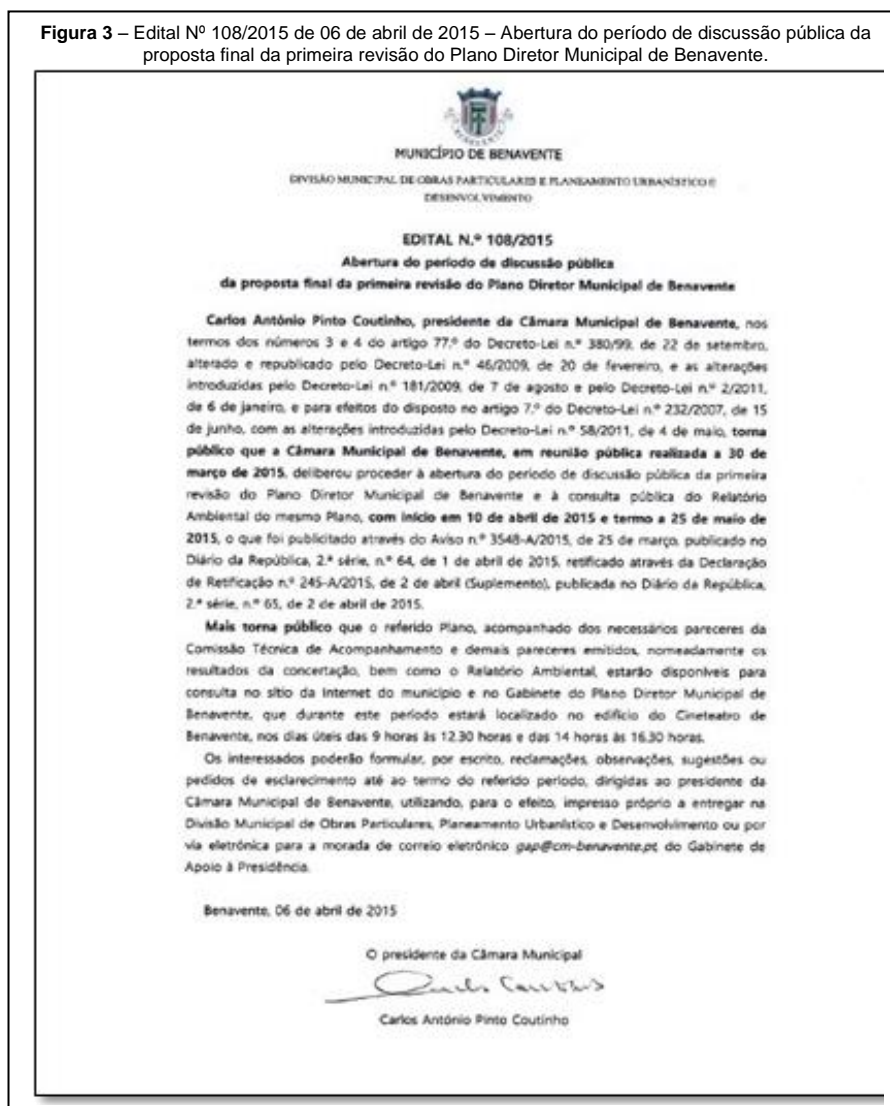 Figura 3 – Edital Nº 108/2015 de 06 de abril de 2015 – Abertura do período de discussão pública da
proposta final da primeira revisão do Plano Diretor Municipal de Benavente.
BENAVENTE
MUNICÍPIO DE BENAVENTE
DIVISÃO MUNICIPAL DE OBRAS PARTICULARES E PLANEAMENTO URBANÍSTICO E
DESENVOLVIMENTO
EDITAL N.º 108/2015
Abertura do período de discussão pública
da proposta final da primeira revisão do Plano Diretor Municipal de Benavente
Carlos António Pinto Coutinho, presidente da Câmara Municipal de Benavente, nos
termos dos números 3 e 4 do artigo 77.º do Decreto-Lei n.º 380/99, de 22 de setembro,
alterado e republicado pelo Decreto-Lei n.º 46/2009, de 20 de fevereiro, e as alterações
introduzidas pelo Decreto-Lei n.º 181/2009, de 7 de agosto e pelo Decreto-Lei n.º 2/2011,
de 6 de janeiro, e para efeitos do disposto no artigo 7.º do Decreto-Lei n.º 232/2007, de 15
de junho, com as alterações introduzidas pelo Decreto-Lei n.º 58/2011, de 4 de maio, torna
público que a Câmara Municipal de Benavente, em reunião pública realizada a 30 de
março de 2015, deliberou proceder à abertura do período de discussão pública da primeira
revisão do Plano Diretor Municipal de Benavente e à consulta pública do Relatório
Ambiental do mesmo Plano, com início em 10 de abril de 2015 e termo a 25 de maio de
2015, o que foi publicitado através do Aviso n.º 3548-A/2015, de 25 de março, publicado no
Diário da República, 2.ª série, n.º 64, de 1 de abril de 2015, retificado através da Declaração
de Retificação n.º 245-A/2015, de 2 de abril (Suplemento), publicada no Diário da República,
2.ª série, n.º 65, de 2 de abril de 2015.
Mais torna público que o referido Plano, acompanhado dos necessários pareceres da
Comissão Técnica de Acompanhamento e demais pareceres emitidos, nomeadamente os
resultados da concertação, bem como o Relatório Ambiental, estarão disponíveis para
consulta no sítio da Internet do município e no Gabinete do Plano Diretor Municipal de
Benavente, que durante este período estará localizado no edifício do Cineteatro de
Benavente, nos dias úteis das 9 horas às 12.30 horas e das 14 horas às 16.30 horas.
Os interessados poderão formular, por escrito, reclamações, observações, sugestões ou
pedidos de esclarecimento até ao termo do referido período, dirigidas ao presidente da
Câmara Municipal de Benavente, utilizando, para o efeito, impresso próprio a entregar na
Divisão Municipal de Obras Particulares, Planeamento Urbanístico e Desenvolvimento ou por
via eletrónica para a morada de correio eletrónico gap@cm-benavente.pt do Gabinete de
Apoio à Presidência.
Benavente, 06 de abril de 2015
O presidente da Câmara Municipal
Carlos António Pinto Coutinho